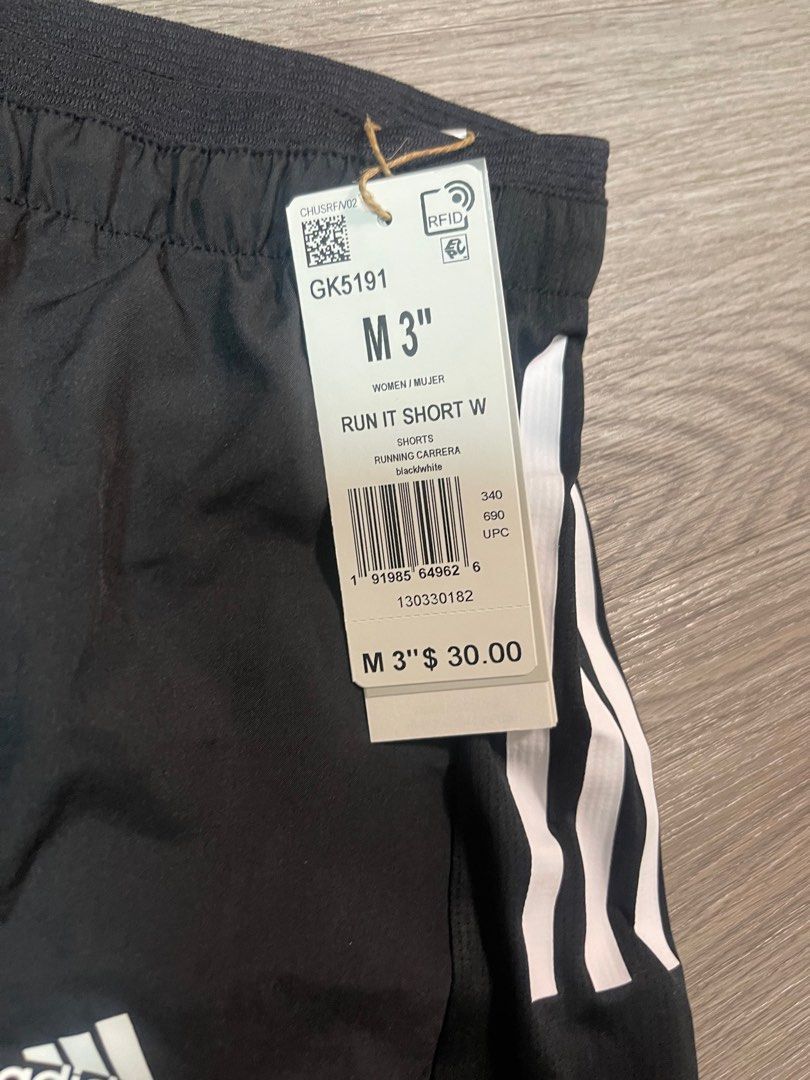 CHUSRF/V02
RFID
GK5191
M 3"
WOMEN / MUJER
RUN IT SHORT W
SHORTS
RUNNING CARRERA
black/white
340
690
UPC
1 91985 64962 6
130330182
M 3" $ 30.00
adidas